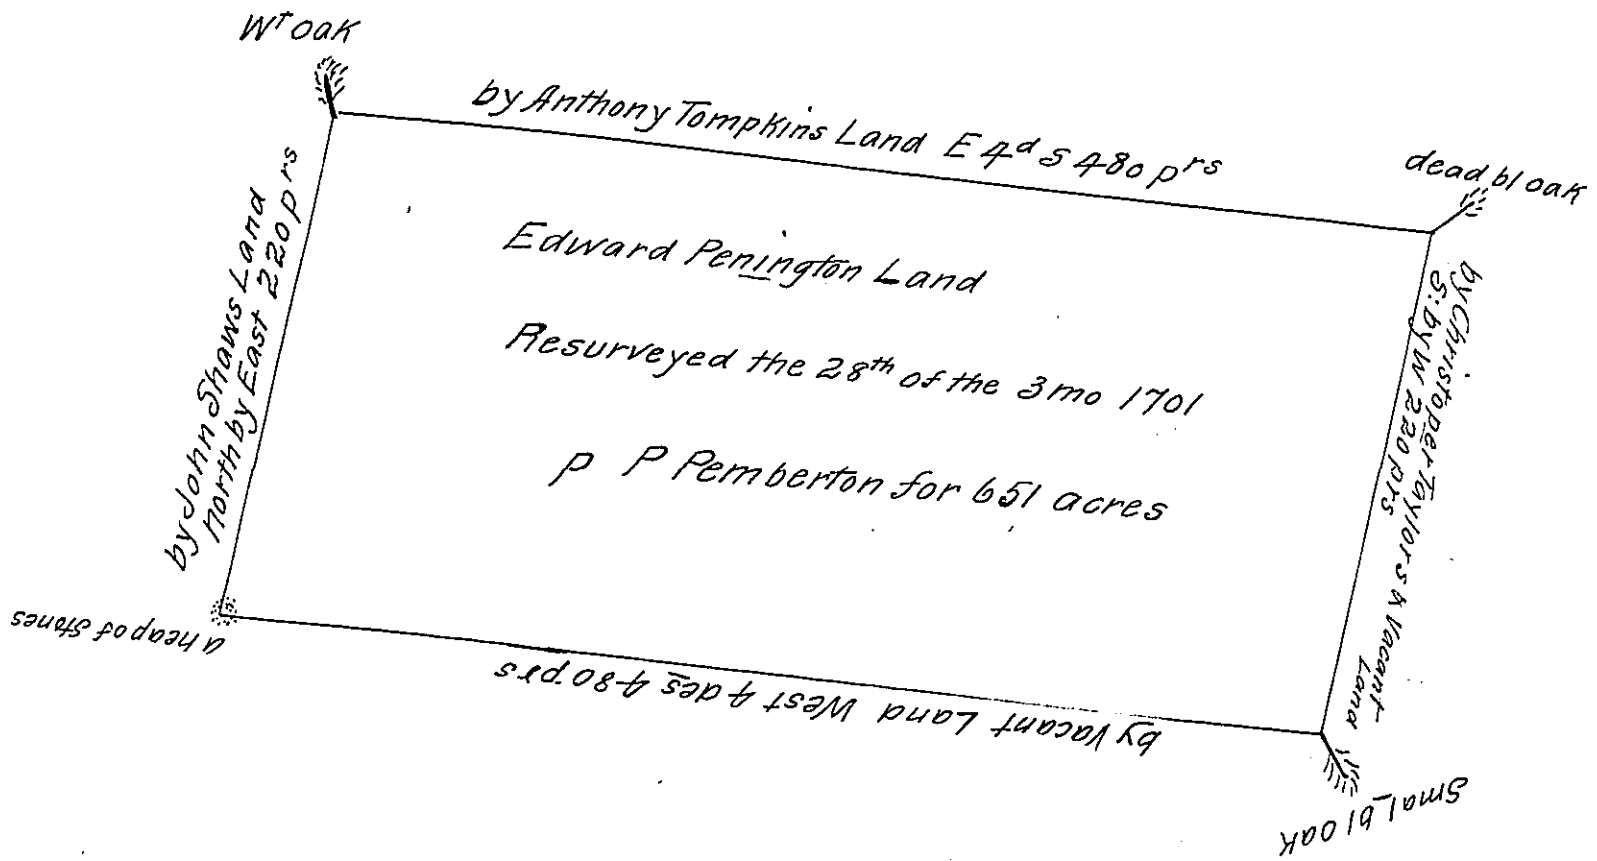 Wt oak
by Anthony Tompkins Land E 4d S 480 prs
dead bl oak
by Christoper Taylors & Vacant
Land
S: by W 220 prs
Smal bl oak
by Vacant Land West 4 des 480 prs
a heap of Stones
by John Shaws Land
north by East 220 prs
Edward Penington Land
Resurveyed the 28th of the 3 mo 1701
p P Pemberton for 651 acres